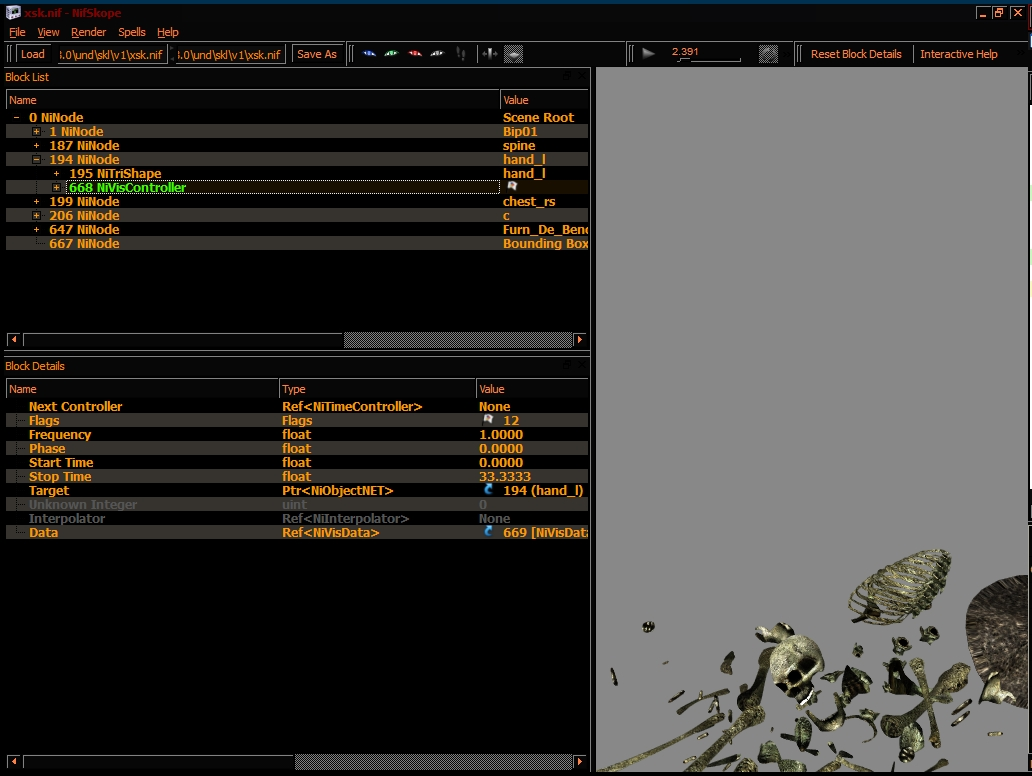 xsk.nif - NifSkope
File View Render Spells Help
Load 3.0\und\skl\v1\xsk.nif 3.0\und\skl\v1\xsk.nif Save As 2.391 Reset Block Details Interactive Help
Block List
Name Value
0 NiNode Scene Root
1 NiNode Bip01
187 NiNode spine
194 NiNode hand_l
195 NiTriShape hand_l
668 NiVisController
199 NiNode chest_rs
206 NiNode c
647 NiNode Furn_De_Benc
667 NiNode Bounding Box
Block Details
Name Type Value
Next Controller Ref<NiTimeController> None
Flags Flags 12
Frequency float 1.0000
Phase float 0.0000
Start Time float 0.0000
Stop Time float 33.3333
Target Ptr<NiObjectNET> 194 (hand_l)
Unknown Integer uint 0
Interpolator Ref<NiInterpolator> None
Data Ref<NiVisData> 669 [NiVisData